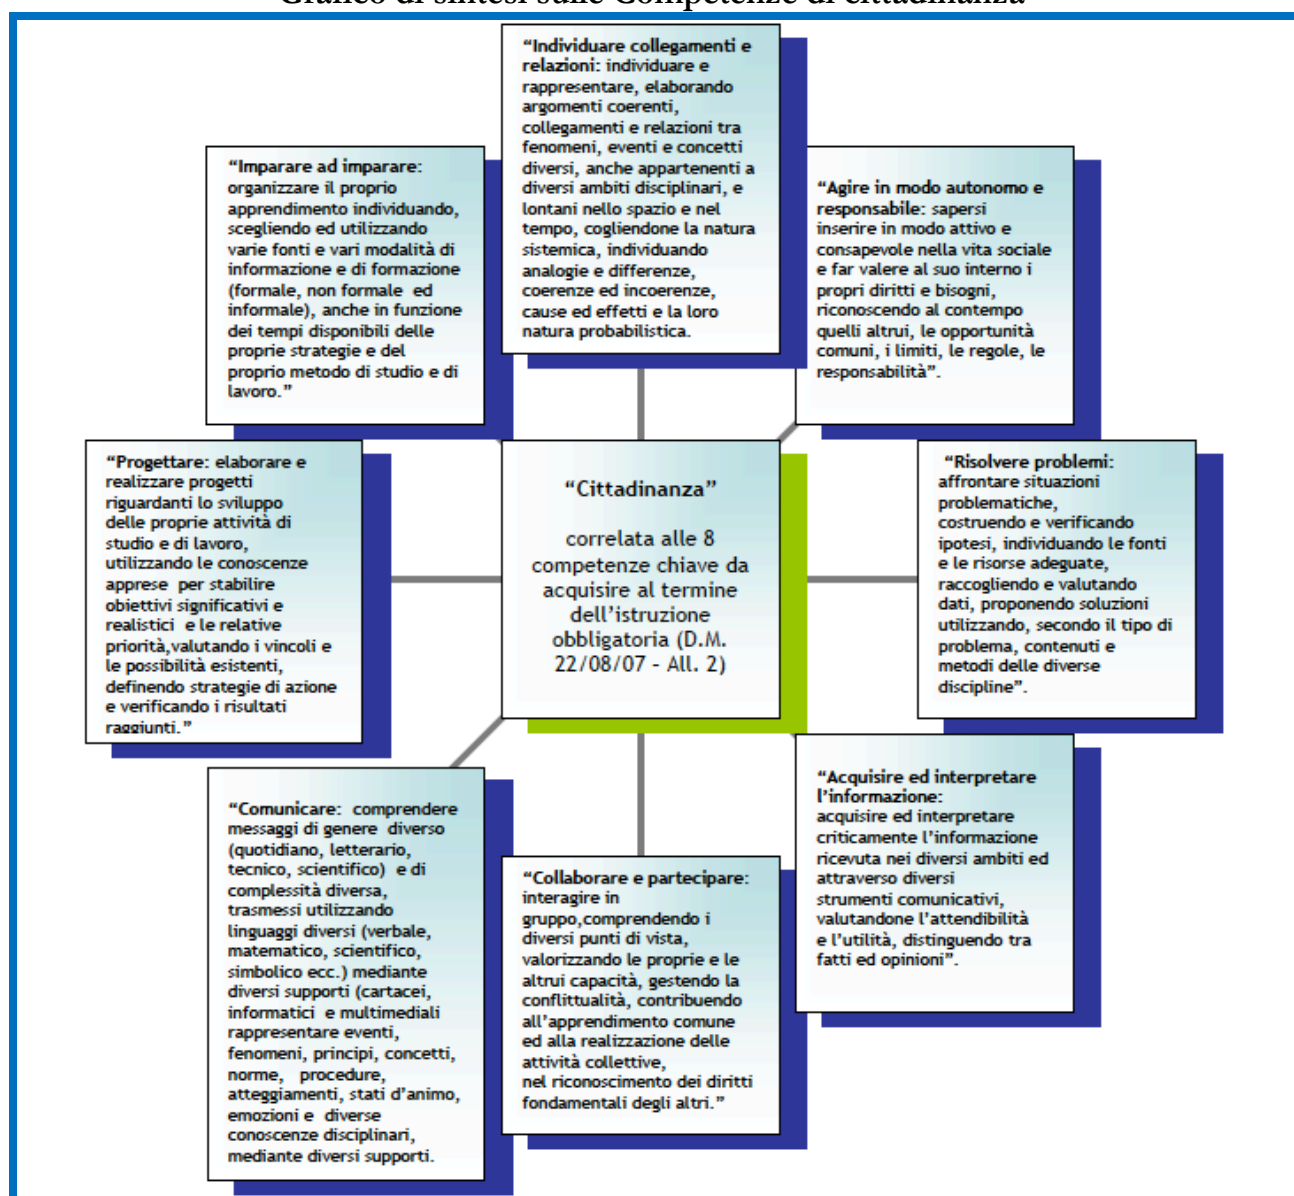 Grafico di sintesi sulle Competenze di cittadinanza
“Individuare collegamenti e
relazioni: individuare e
rappresentare, elaborando
argomenti coerenti,
collegamenti e relazioni tra
fenomeni, eventi e concetti
diversi, anche appartenenti a
diversi ambiti disciplinari, e
lontani nello spazio e nel
tempo, cogliendone la natura
sistemica, individuando
analogie e differenze,
coerenze ed incoerenze,
cause ed effetti e la loro
natura probabilistica.
“Imparare ad imparare:
organizzare il proprio
apprendimento individuando,
scegliendo ed utilizzando
varie fonti e vari modalità di
informazione e di formazione
(formale, non formale  ed
informale), anche in funzione
dei tempi disponibili delle
proprie strategie e del
proprio metodo di studio e di
lavoro.”
“Agire in modo autonomo e
responsabile: sapersi
inserire in modo attivo e
consapevole nella vita sociale
e far valere al suo interno i
propri diritti e bisogni,
riconoscendo al contempo
quelli altrui, le opportunità
comuni, i limiti, le regole, le
responsabilità”.
“Progettare: elaborare e
realizzare progetti
riguardanti lo sviluppo
delle proprie attività di
studio e di lavoro,
utilizzando le conoscenze
apprese  per stabilire
obiettivi significativi e
realistici  e le relative
priorità,valutando i vincoli e
le possibilità esistenti,
definendo strategie di azione
e verificando i risultati
raggiunti.”
“Cittadinanza”
correlata alle 8
competenze chiave da
acquisire al termine
dell’istruzione
obbligatoria (D.M.
22/08/07 - All. 2)
“Risolvere problemi:
affrontare situazioni
problematiche,
costruendo e verificando
ipotesi, individuando le fonti
e le risorse adeguate,
raccogliendo e valutando
dati, proponendo soluzioni
utilizzando, secondo il tipo di
problema, contenuti e
metodi delle diverse
discipline”.
“Comunicare:  comprendere
messaggi di genere  diverso
(quotidiano, letterario,
tecnico, scientifico)  e di
complessità diversa,
trasmessi utilizzando
linguaggi diversi (verbale,
matematico, scientifico,
simbolico ecc.) mediante
diversi supporti (cartacei,
informatici  e multimediali
rappresentare eventi,
fenomeni, principi, concetti,
norme,   procedure,
atteggiamenti, stati d’animo,
emozioni e  diverse
conoscenze disciplinari,
mediante diversi supporti.
“Collaborare e partecipare:
interagire in
gruppo,comprendendo i
diversi punti di vista,
valorizzando le proprie e le
altrui capacità, gestendo la
conflittualità, contribuendo
all’apprendimento comune
ed alla realizzazione delle
attività collettive,
nel riconoscimento dei diritti
fondamentali degli altri.”
“Acquisire ed interpretare
l’informazione:
acquisire ed interpretare
criticamente l’informazione
ricevuta nei diversi ambiti ed
attraverso diversi
strumenti comunicativi,
valutandone l’attendibilità
e l’utilità, distinguendo tra
fatti ed opinioni”.